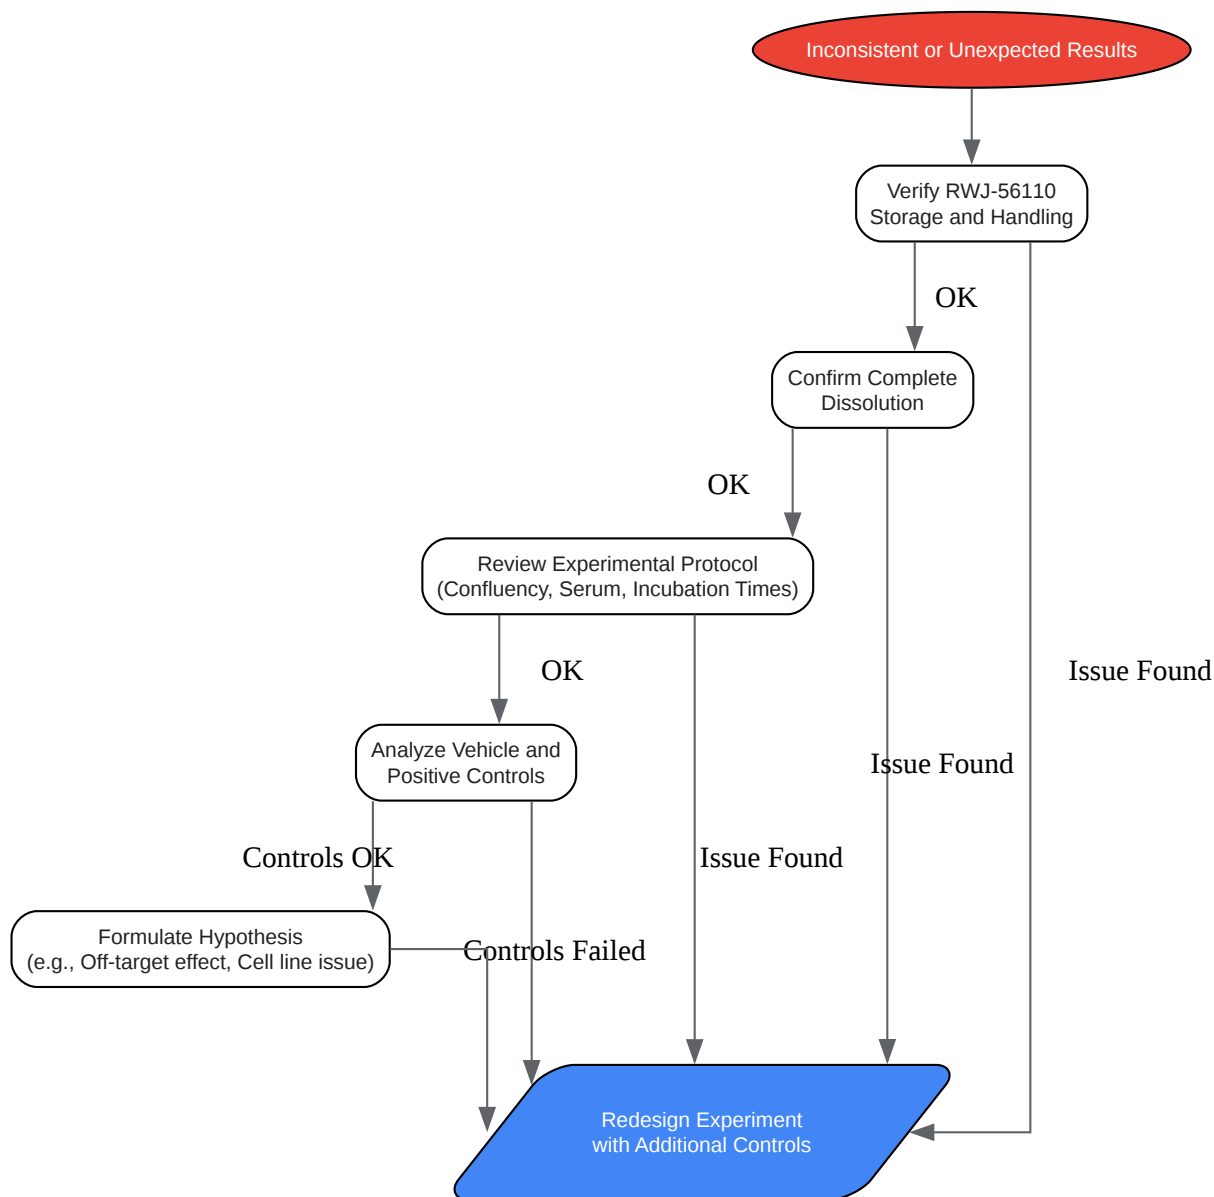 Inconsistent or Unexpected Results
Verify RWJ-56110
Storage and Handling
OK
Confirm Complete
Dissolution
OK
Review Experimental Protocol
(Confluency, Serum, Incubation Times)
OK
Issue Found
Analyze Vehicle and
Positive Controls
Issue Found
Controls OK
Issue Found
Formulate Hypothesis
(e.g., Off-target effect, Cell line issue)
Controls Failed
Redesign Experiment
with Additional Controls